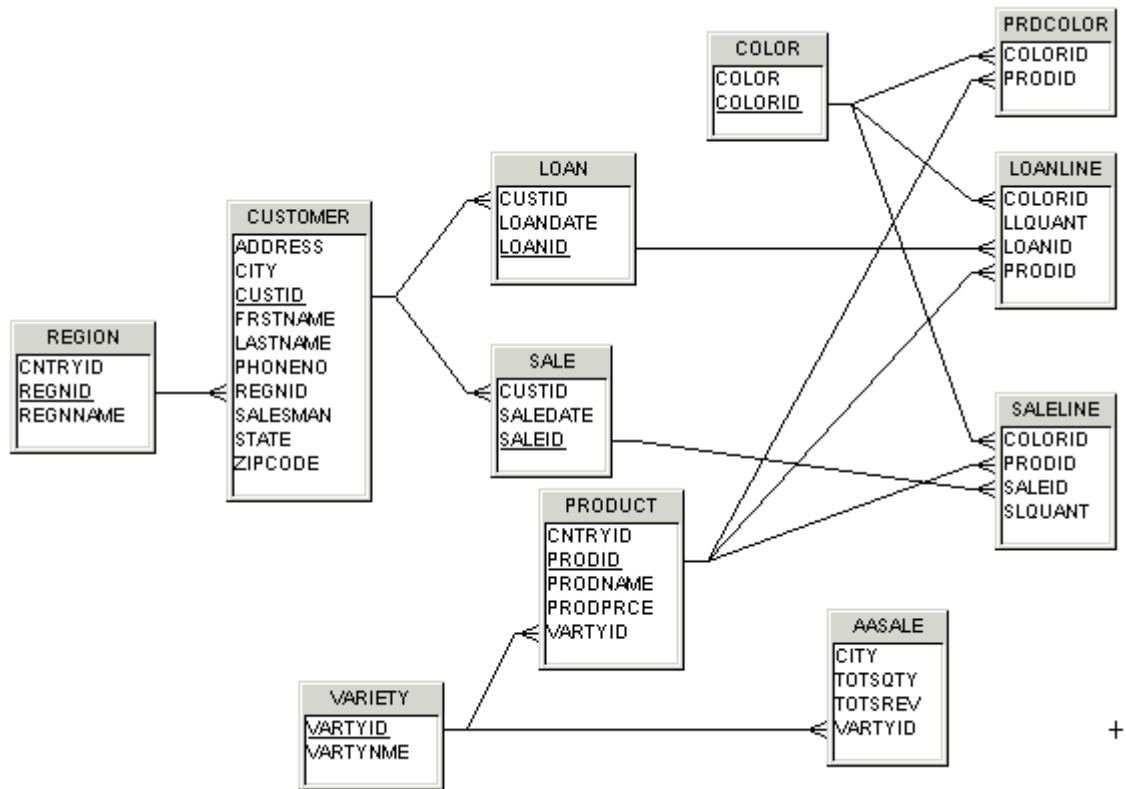 PRDCOLOR
COLORID
PRODID
COLOR
COLOR
COLORID
LOAN
CUSTID
LOANDATE
LOANID
LOANLINE
COLORID
LLQUANT
LOANID
PRODID
CUSTOMER
ADDRESS
CITY
CUSTID
FRSTNAME
LASTNAME
PHONENO
REGNID
SALESMAN
STATE
ZIPCODE
REGION
CNTRYID
REGNID
REGNNAME
SALE
CUSTID
SALEDATE
SALEID
SALELINE
COLORID
PRODID
SALEID
SLQUANT
PRODUCT
CNTRYID
PRODID
PRODNAME
PRODPRCE
VARTYID
AASALE
CITY
TOTSQTY
TOTSREV
VARTYID
VARIETY
VARTYID
VARTYNME
+